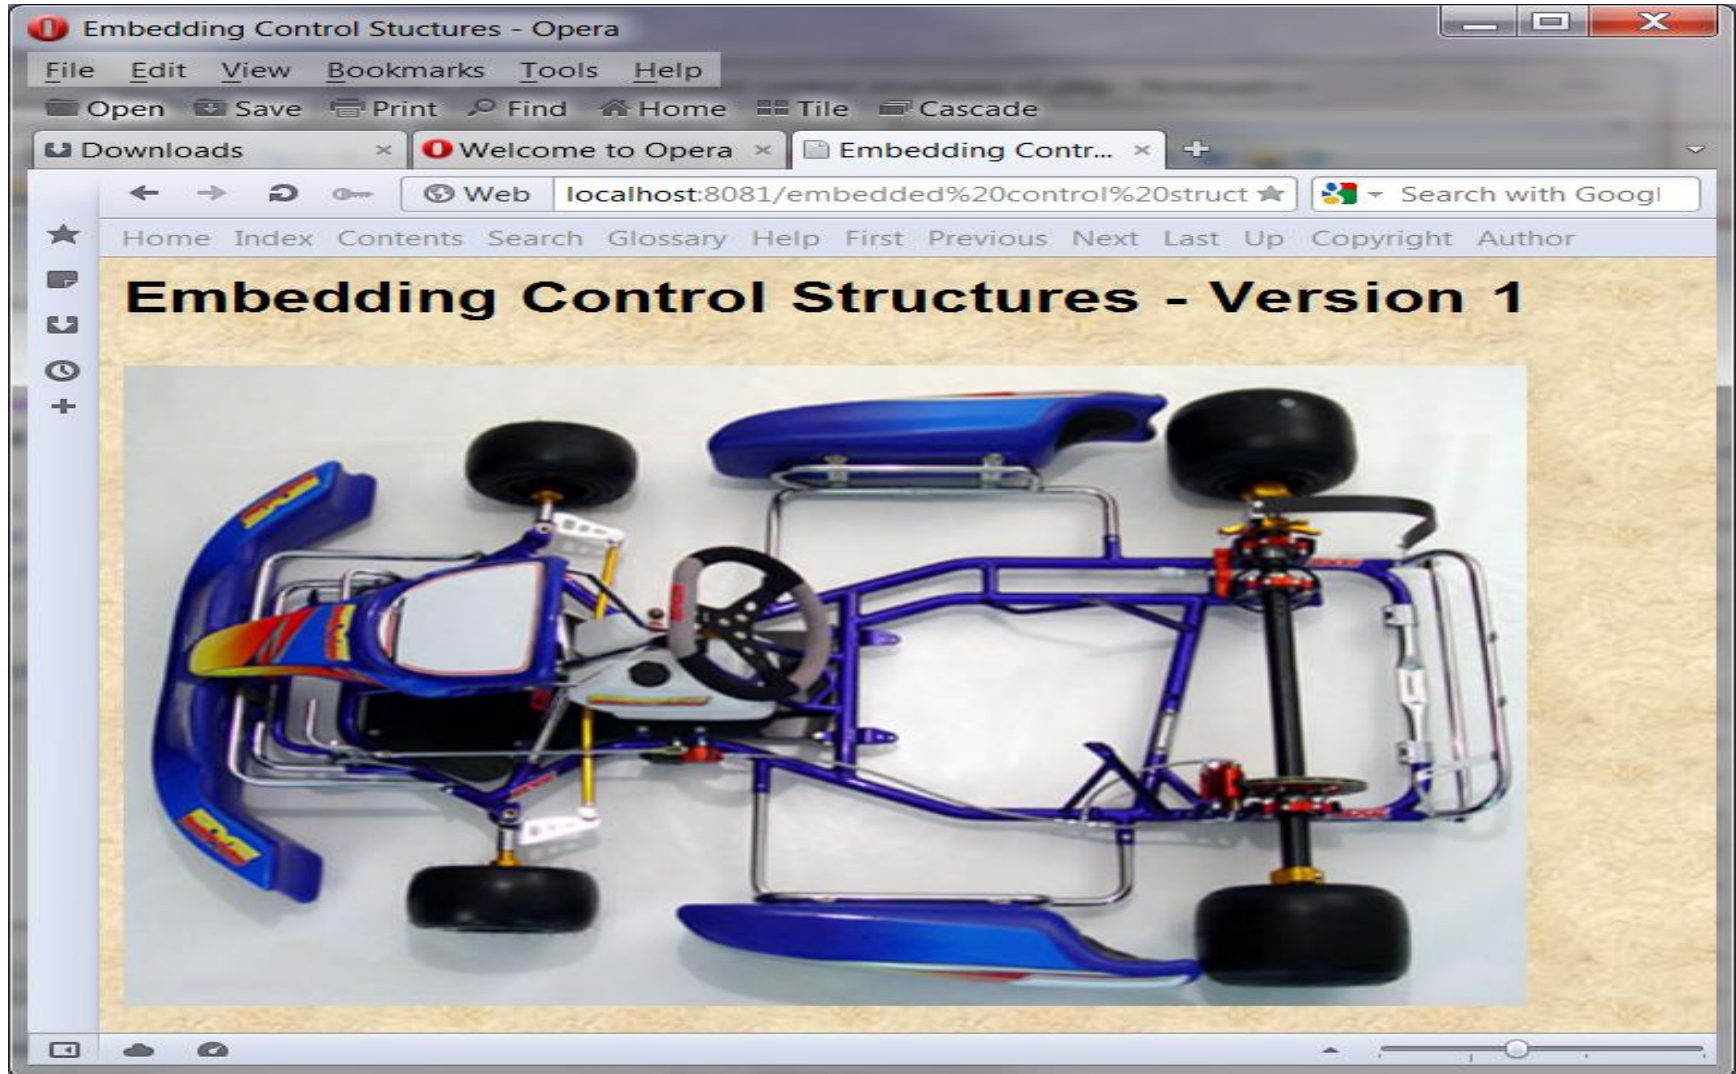 Embedding Control Stuctures - Opera
File Edit View Bookmarks Tools Help
Open Save Print Find Home Tile Cascade
Downloads Welcome to Opera Embedding Contr...
Web localhost:8081/embedded%20control%20struct Search with Googl
Home Index Contents Search Glossary Help First Previous Next Last Up Copyright Author
Embedding Control Structures - Version 1